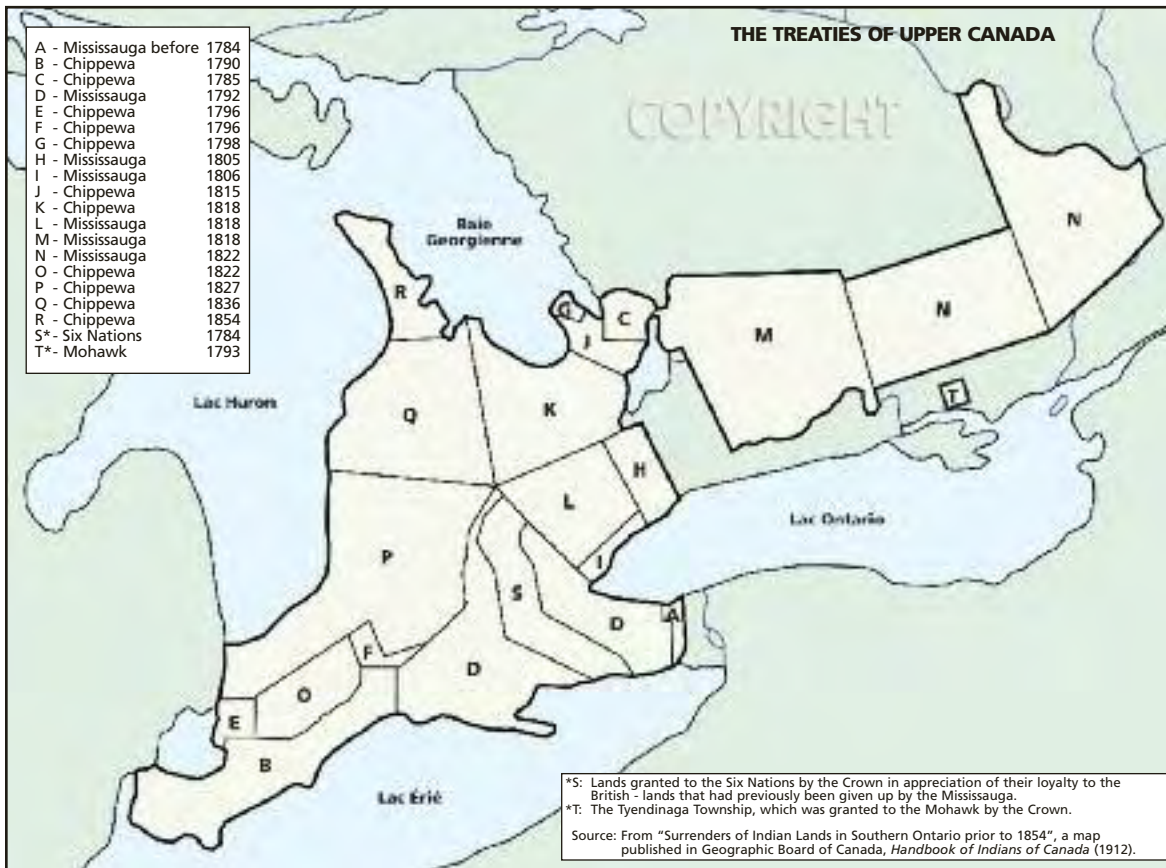 THE TREATIES OF UPPER CANADA
A - Mississauga before 1784
B - Chippewa 1790
C - Chippewa 1785
D - Mississauga 1792
E - Chippewa 1796
F - Chippewa 1796
G - Chippewa 1798
H - Mississauga 1805
I - Mississauga 1806
J - Chippewa 1815
K - Chippewa 1818
L - Mississauga 1818
M - Mississauga 1818
N - Mississauga 1822
O - Chippewa 1822
P - Chippewa 1827
Q - Chippewa 1836
R - Chippewa 1854
S* - Six Nations 1784
T* - Mohawk 1793
COPYRIGHT
Baie
Georgienne
N
R
G
C
J
M
N
Lac Huron
Q
K
T
H
L
Lac Ontario
P
I
S
A
D
F
D
O
E
B
Lac Érié
*S: Lands granted to the Six Nations by the Crown in appreciation of their loyalty to the
British - lands that had previously been given up by the Mississauga.
*T: The Tyendinaga Township, which was granted to the Mohawk by the Crown.
Source: From “Surrenders of Indian Lands in Southern Ontario prior to 1854”, a map
published in Geographic Board of Canada, Handbook of Indians of Canada (1912).